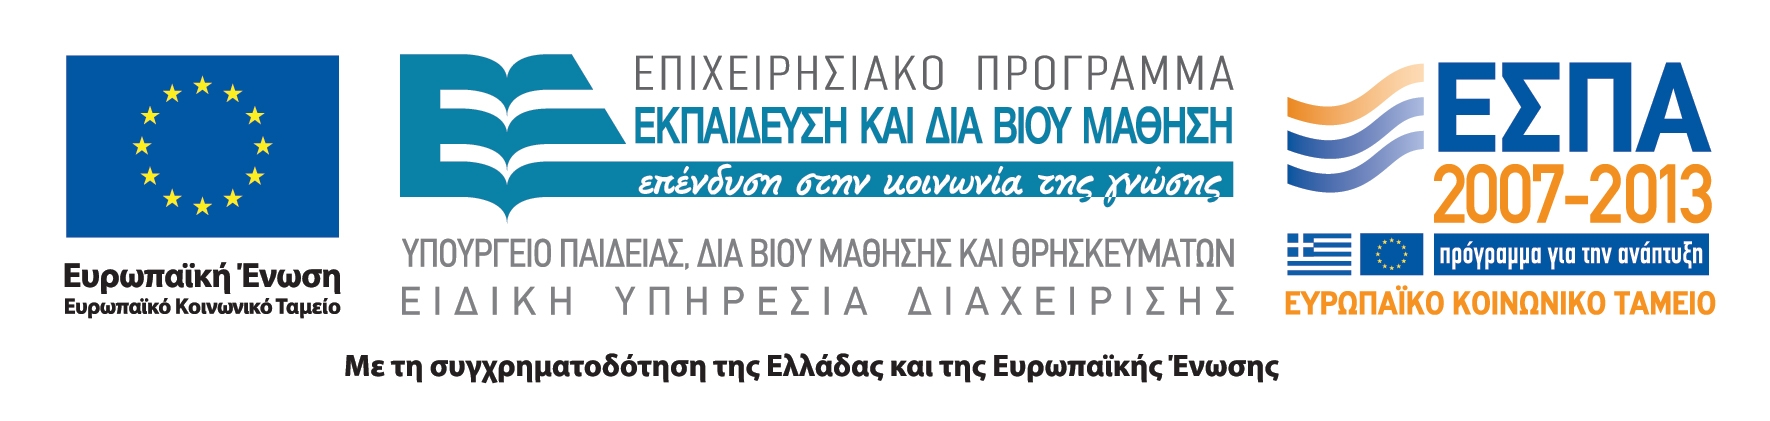 Ευρωπαϊκή Ένωση
Ευρωπαϊκό Κοινωνικό Ταμείο
ΕΠΙΧΕΙΡΗΣΙΑΚΟ ΠΡΟΓΡΑΜΜΑ
ΕΚΠΑΙΔΕΥΣΗ ΚΑΙ ΔΙΑ ΒΙΟΥ ΜΑΘΗΣΗ
επένδυση στην κοινωνία της γνώσης
ΥΠΟΥΡΓΕΙΟ ΠΑΙΔΕΙΑΣ, ΔΙΑ ΒΙΟΥ ΜΑΘΗΣΗΣ ΚΑΙ ΘΡΗΣΚΕΥΜΑΤΩΝ
ΕΙΔΙΚΗ ΥΠΗΡΕΣΙΑ ΔΙΑΧΕΙΡΙΣΗΣ
ΕΣΠΑ
2007-2013
πρόγραμμα για την ανάπτυξη
ΕΥΡΩΠΑΪΚΟ ΚΟΙΝΩΝΙΚΟ ΤΑΜΕΙΟ
Με τη συγχρηματοδότηση της Ελλάδας και της Ευρωπαϊκής Ένωσης